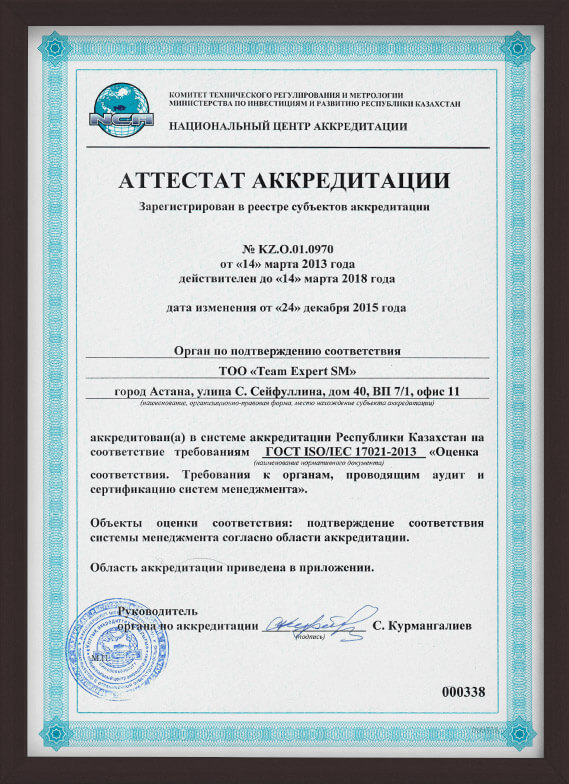 КОМИТЕТ ТЕХНИЧЕСКОГО РЕГУЛИРОВАНИЯ И МЕТРОЛОГИИ
МИНИСТЕРСТВА ПО ИНВЕСТИЦИЯМ И РАЗВИТИЮ РЕСПУБЛИКИ КАЗАХСТАН
NCA
НАЦИОНАЛЬНЫЙ ЦЕНТР АККРЕДИТАЦИИ
АТТЕСТАТ АККРЕДИТАЦИИ
Зарегистрирован в реестре субъектов аккредитации
№ KZ.O.01.0970
от «14» марта 2013 года
действителен до «14» марта 2018 года
дата изменения от «24» декабря 2015 года
Орган по подтверждению соответствия
ТОО «Team Expert SM»
город Астана, улица С. Сейфуллина, дом 40, ВП 7/1, офис 11
(наименование, организационно-правовая форма, место нахождение субъекта аккредитации)
аккредитован(а) в системе аккредитации Республики Казахстан на
соответствие требованиям ГОСТ ISO/IEC 17021-2013 «Оценка
(наименование нормативного документа)
соответствия. Требования к органам, проводящим аудит и
сертификацию систем менеджмента».
Объекты оценки соответствия: подтверждение соответствия
системы менеджмента согласно области аккредитации.
Область аккредитации приведена в приложении.
Руководитель
органа по аккредитации С. Курмангалиев
(подпись)
000338